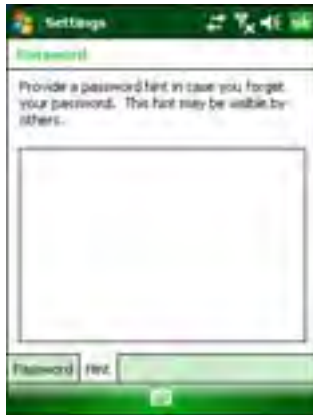 Settings
ok
Password
Provide a password hint in case you forget
your password. This hint may be visible by
others.
Password Hint